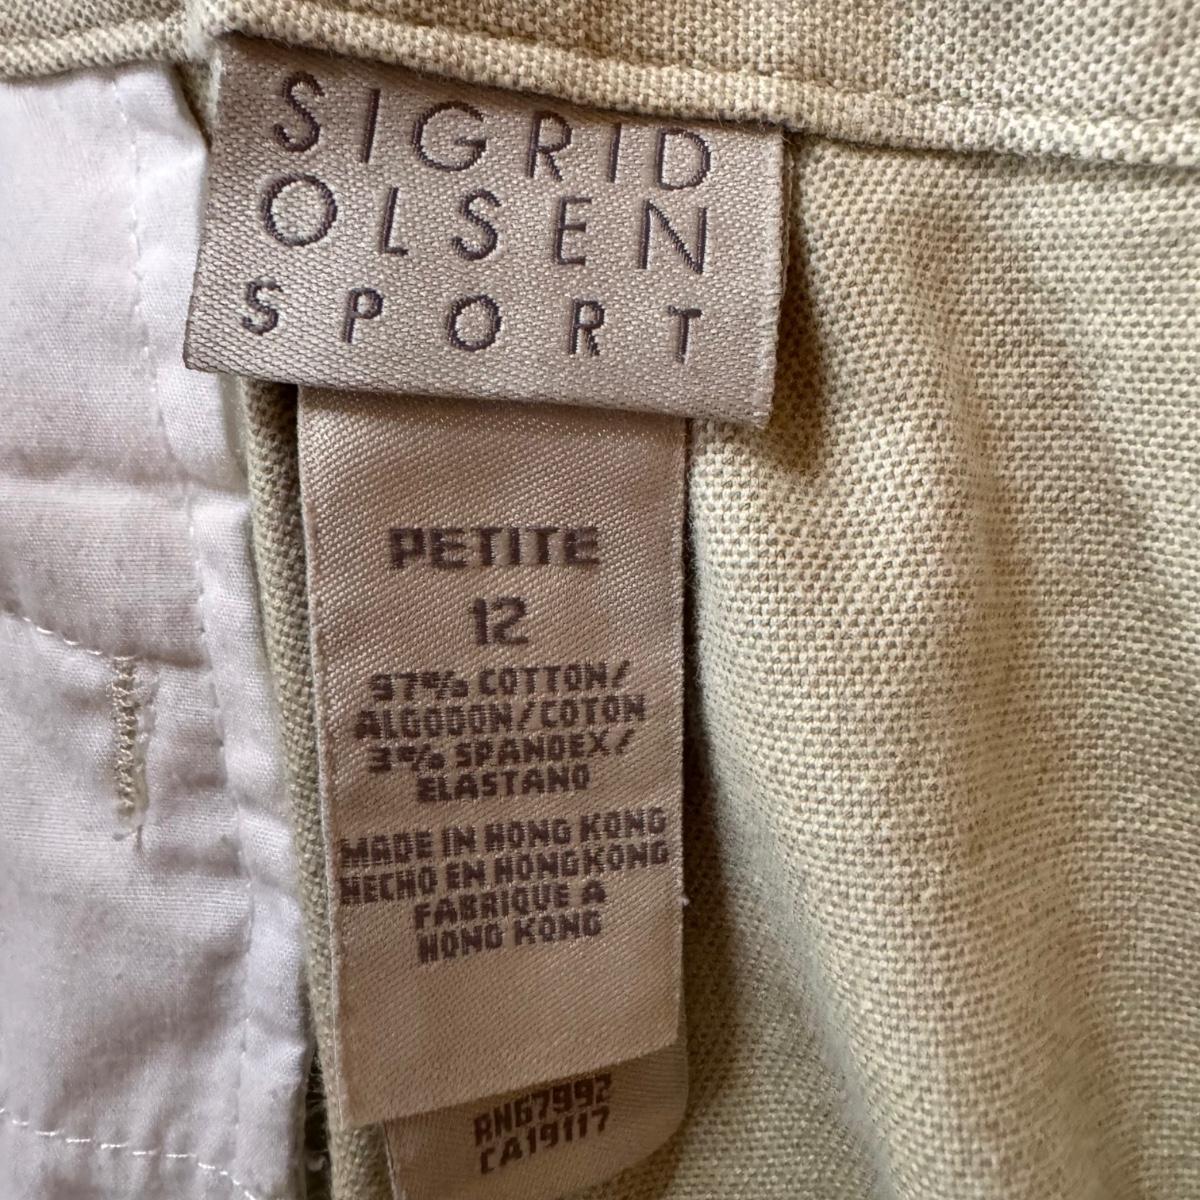 SIGRID
OLSEN
SPORT
PETITE
12
97% COTTON/
ALGODON/COTON
3% SPANDEX/
ELASTANO
MADE IN HONG KONG
HECHO EN HONGKONG
FABRIQUE A
HONG KONG
RN67992
CA19117